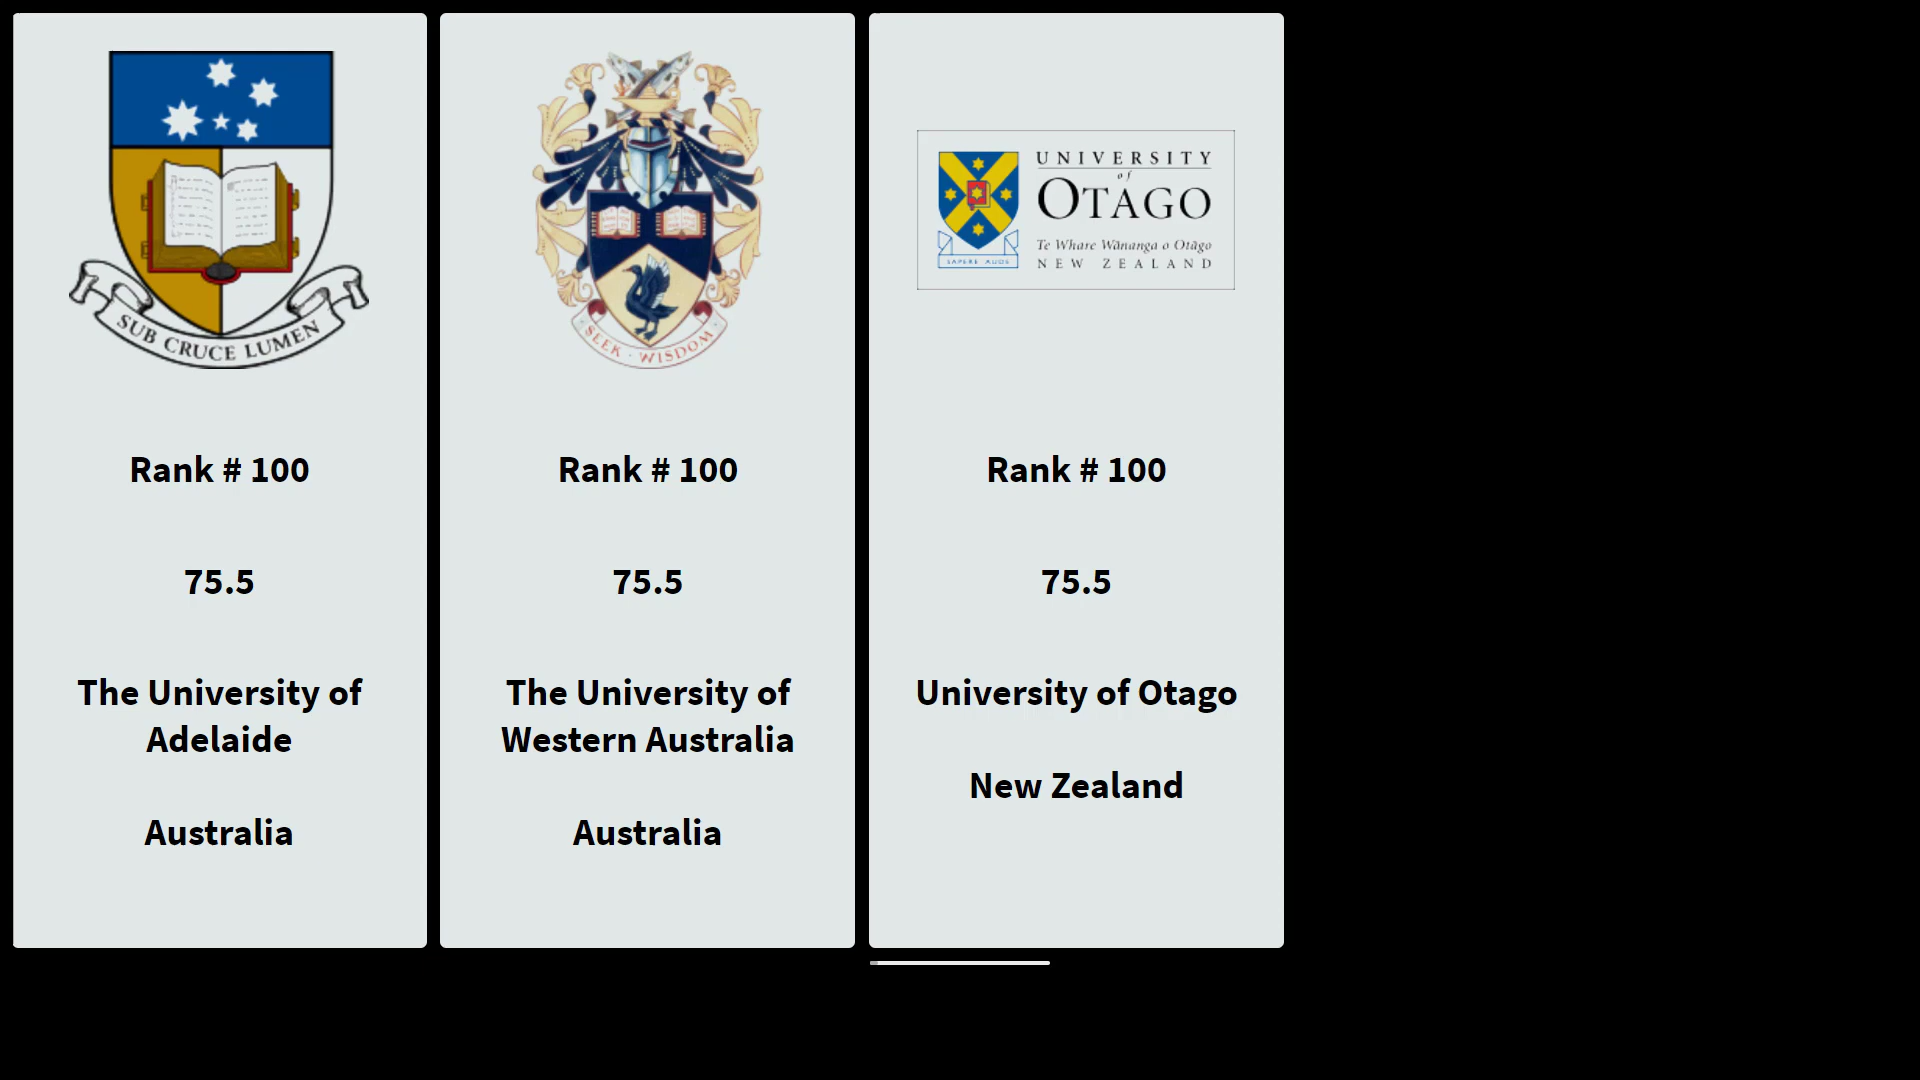 SUB CRUCE LUMEN
Rank # 100
75.5
The University of
Adelaide
Australia
SEEK · WISDOM
Rank # 100
75.5
The University of
Western Australia
Australia
UNIVERSITY
of
OTAGO
Te Whare Wānanga o Otāgo
NEW ZEALAND
SAPERE AUDE
Rank # 100
75.5
University of Otago
New Zealand